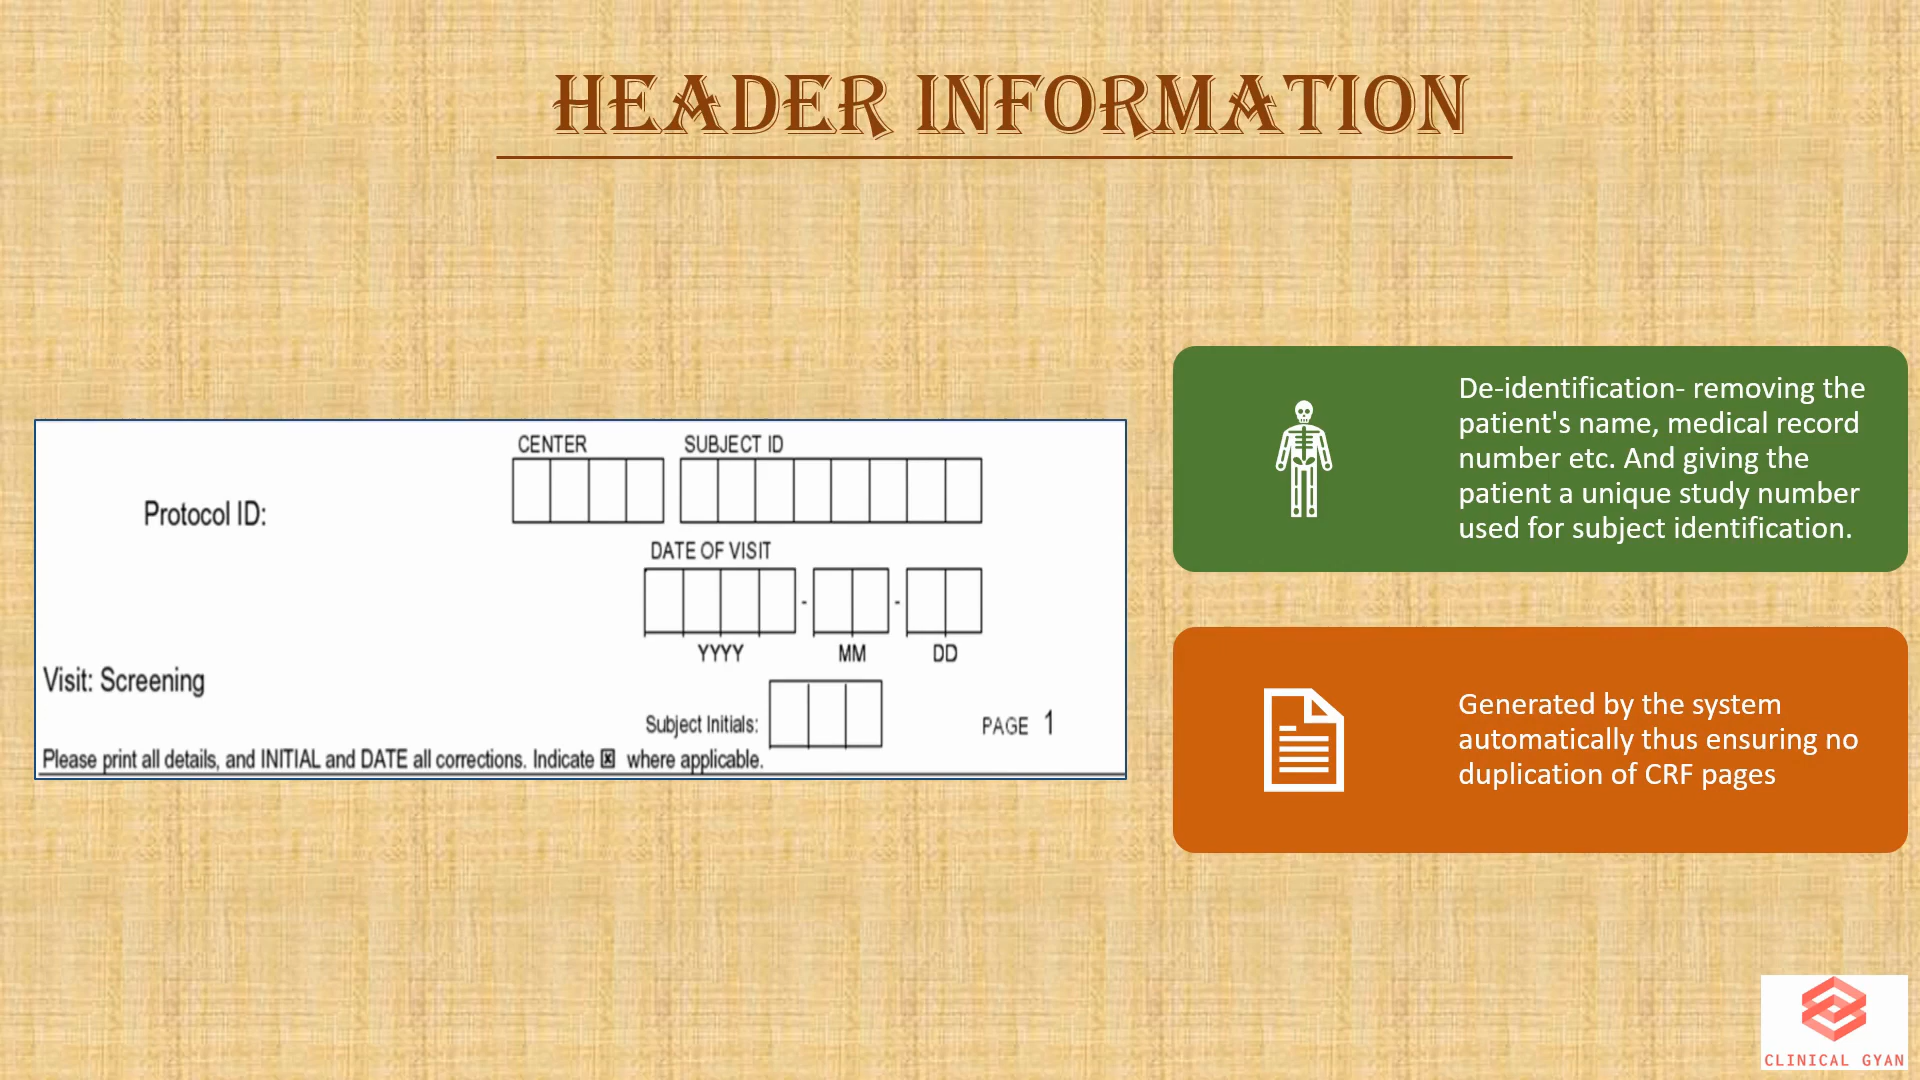 HEADER INFORMATION
CENTER SUBJECT ID
Protocol ID:
DATE OF VISIT
- -
YYYY MM DD
Visit: Screening
Subject Initials: PAGE 1
Please print all details, and INITIAL and DATE all corrections. Indicate ☒ where applicable.
De-identification- removing the
patient's name, medical record
number etc. And giving the
patient a unique study number
used for subject identification.
Generated by the system
automatically thus ensuring no
duplication of CRF pages
CLINICAL GYAN